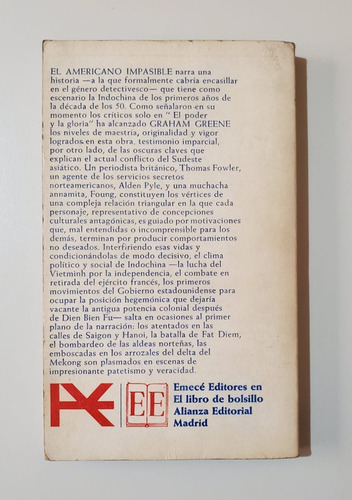 EL AMERICANO IMPASIBLE narra una
historia —a la que formalmente cabría encasillar
en el género detectivesco— que tiene como
escenario la Indochina de los primeros años de
la década de los 50. Como señalaron en su
momento los críticos solo en " El poder
y la gloria" ha alcanzado GRAHAM GREENE
los niveles de maestría, originalidad y vigor
logrados en esta obra, testimonio imparcial,
por otro lado, de las oscuras claves que
explican el actual conflicto del Sudeste
asiático. Un periodista británico, Thomas Fowler,
un agente de los servicios secretos
norteamericanos, Alden Pyle, y una muchacha
annamita, Foung, constituyen los vértices de
una compleja relación triangular en la que cada
personaje, representativo de concepciones
culturales antagónicas, es guiado por motivaciones
que, mal entendidas o incomprensible para los
demás, terminan por producir comportamientos
no deseados. Interfiriendo esas vidas y
condicionándolas de modo decisivo, el clima
político y social de Indochina —la lucha del
Vietminh por la independencia, el combate en
retirada del ejército francés, los primeros
movimientos del Gobierno estadounidense para
ocupar la posición hegemónica que dejaría
vacante la antigua potencia colonial después
de Dien Bien Fu— salta en ocasiones al primer
plano de la narración: los atentados en las
calles de Saigon y Hanoi, la batalla de Fat Diem,
el bombardeo de las aldeas norteñas, las
emboscadas en los arrozales del delta del
Mekong son plasmados en escenas de
impresionante patetismo y veracidad.
EE
Emecé Editores en
El libro de bolsillo
Alianza Editorial
Madrid